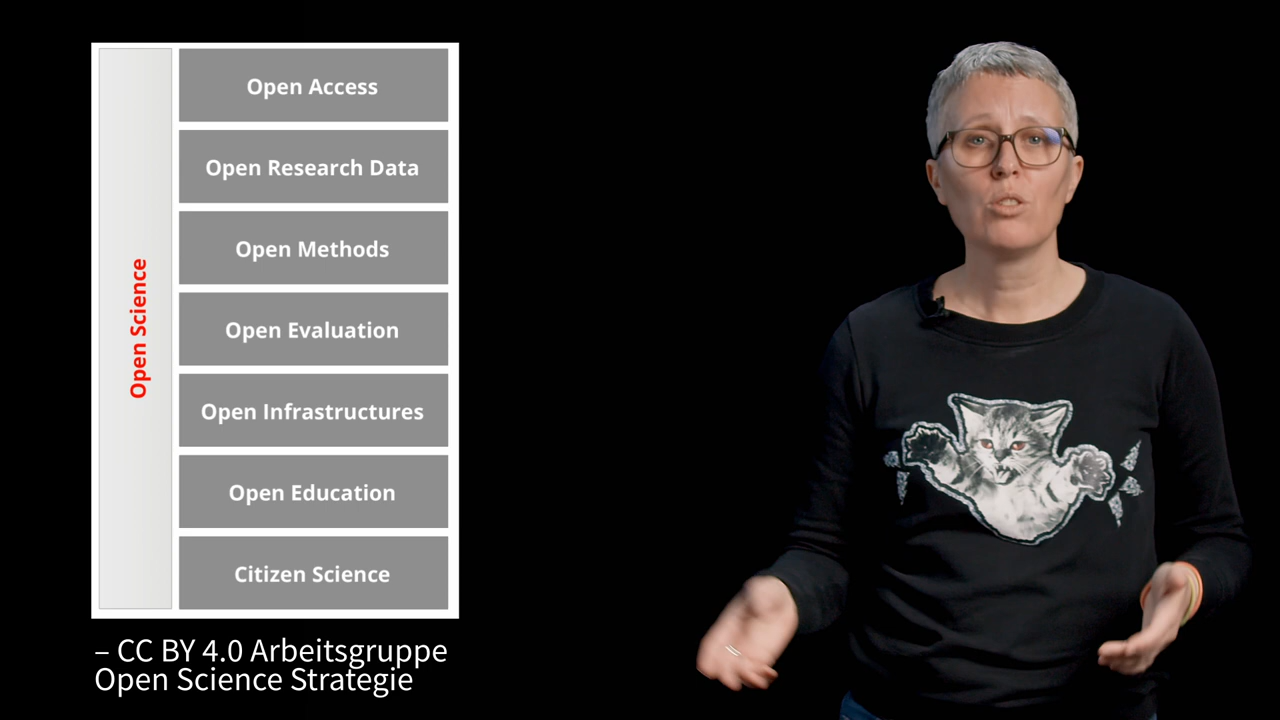 Open Science
Open Access
Open Research Data
Open Methods
Open Evaluation
Open Infrastructures
Open Education
Citizen Science
– CC BY 4.0 Arbeitsgruppe
Open Science Strategie